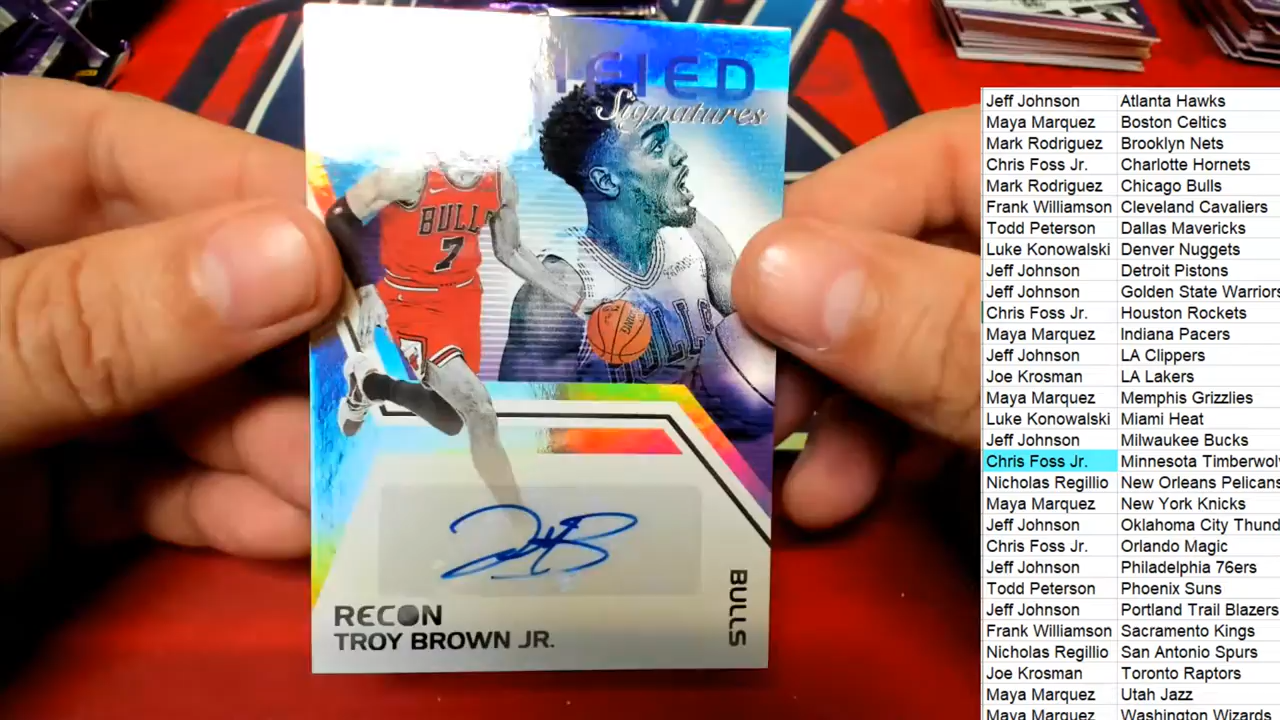 IFIED
Signatures
BULLS
7
BULLS
RECON
TROY BROWN JR.
BULLS
Jeff Johnson Atlanta Hawks
Maya Marquez Boston Celtics
Mark Rodriguez Brooklyn Nets
Chris Foss Jr. Charlotte Hornets
Mark Rodriguez Chicago Bulls
Frank Williamson Cleveland Cavaliers
Todd Peterson Dallas Mavericks
Luke Konowalski Denver Nuggets
Jeff Johnson Detroit Pistons
Jeff Johnson Golden State Warriors
Chris Foss Jr. Houston Rockets
Maya Marquez Indiana Pacers
Jeff Johnson LA Clippers
Joe Krosman LA Lakers
Maya Marquez Memphis Grizzlies
Luke Konowalski Miami Heat
Jeff Johnson Milwaukee Bucks
Chris Foss Jr. Minnesota Timberwol
Nicholas Regillio New Orleans Pelicans
Maya Marquez New York Knicks
Jeff Johnson Oklahoma City Thund
Chris Foss Jr. Orlando Magic
Jeff Johnson Philadelphia 76ers
Todd Peterson Phoenix Suns
Jeff Johnson Portland Trail Blazers
Frank Williamson Sacramento Kings
Nicholas Regillio San Antonio Spurs
Joe Krosman Toronto Raptors
Maya Marquez Utah Jazz
Maya Marquez Washington Wizards